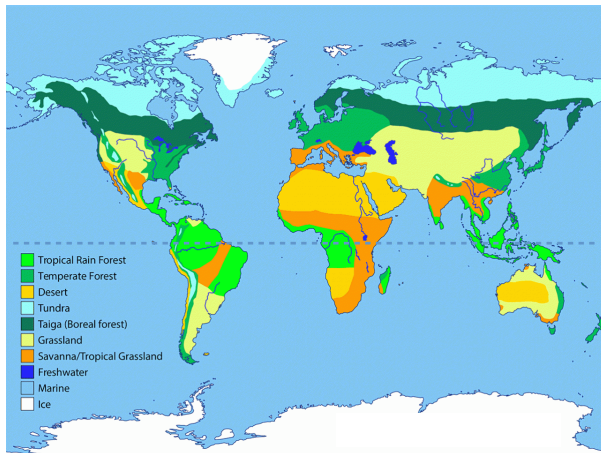 Tropical Rain Forest
Temperate Forest
Desert
Tundra
Taiga (Boreal forest)
Grassland
Savanna/Tropical Grassland
Freshwater
Marine
Ice